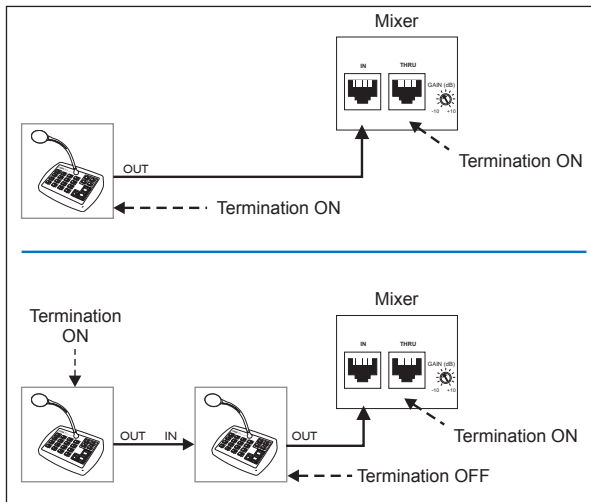 Mixer
IN THRU
GAIN (dB)
-10 +10
OUT
Termination ON
Termination ON
Mixer
Termination
ON
IN THRU
GAIN (dB)
-10 +10
OUT IN OUT
Termination ON
Termination OFF